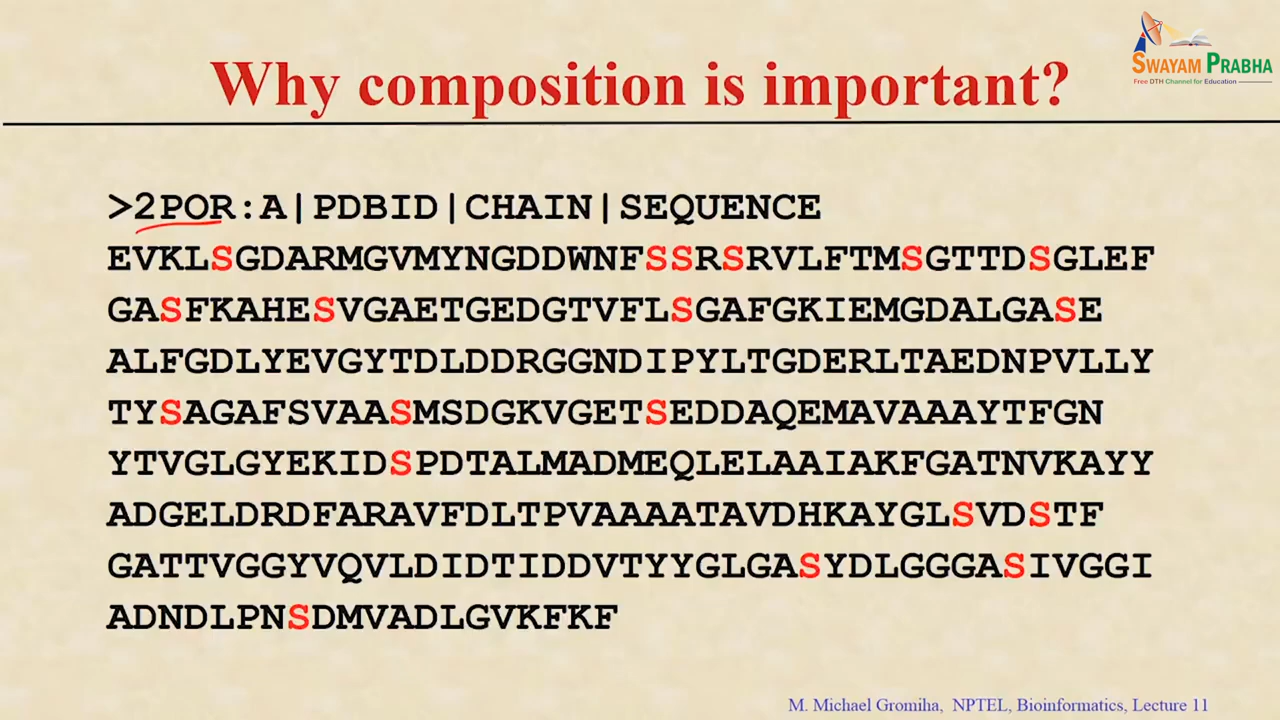 SWAYAM PRABHA
Free DTH Channel for Education
Why composition is important?
>2POR:A|PDBID|CHAIN|SEQUENCE
EVKLSGDARMGVMYNGDDWNFSSRSRVLFTMSGTTDSGLEF
GASFKAHESVGAETGEDGTVFLSGAFGKIEMGDALGASE
ALFGDLYEVGYTDLDDRGGNDIPYLTGDERLTAEDNPVLLY
TYSAGAFSVAASMSDGKVGETSEDDAQEMAVAAAYTFGN
YTVGLGYEKIDSPDTALMADMEQLELAAIAKFGATNVKAYY
ADGELDRDFARAVFDLTPVAAAATAVDHKAYGLSVDSTF
GATTVGGYVQVLDIDTIDDVTYYGLGASYDLGGGASIVGGI
ADNDLPNSDMVADLGVKFKF
M. Michael Gromiha, NPTEL, Bioinformatics, Lecture 11